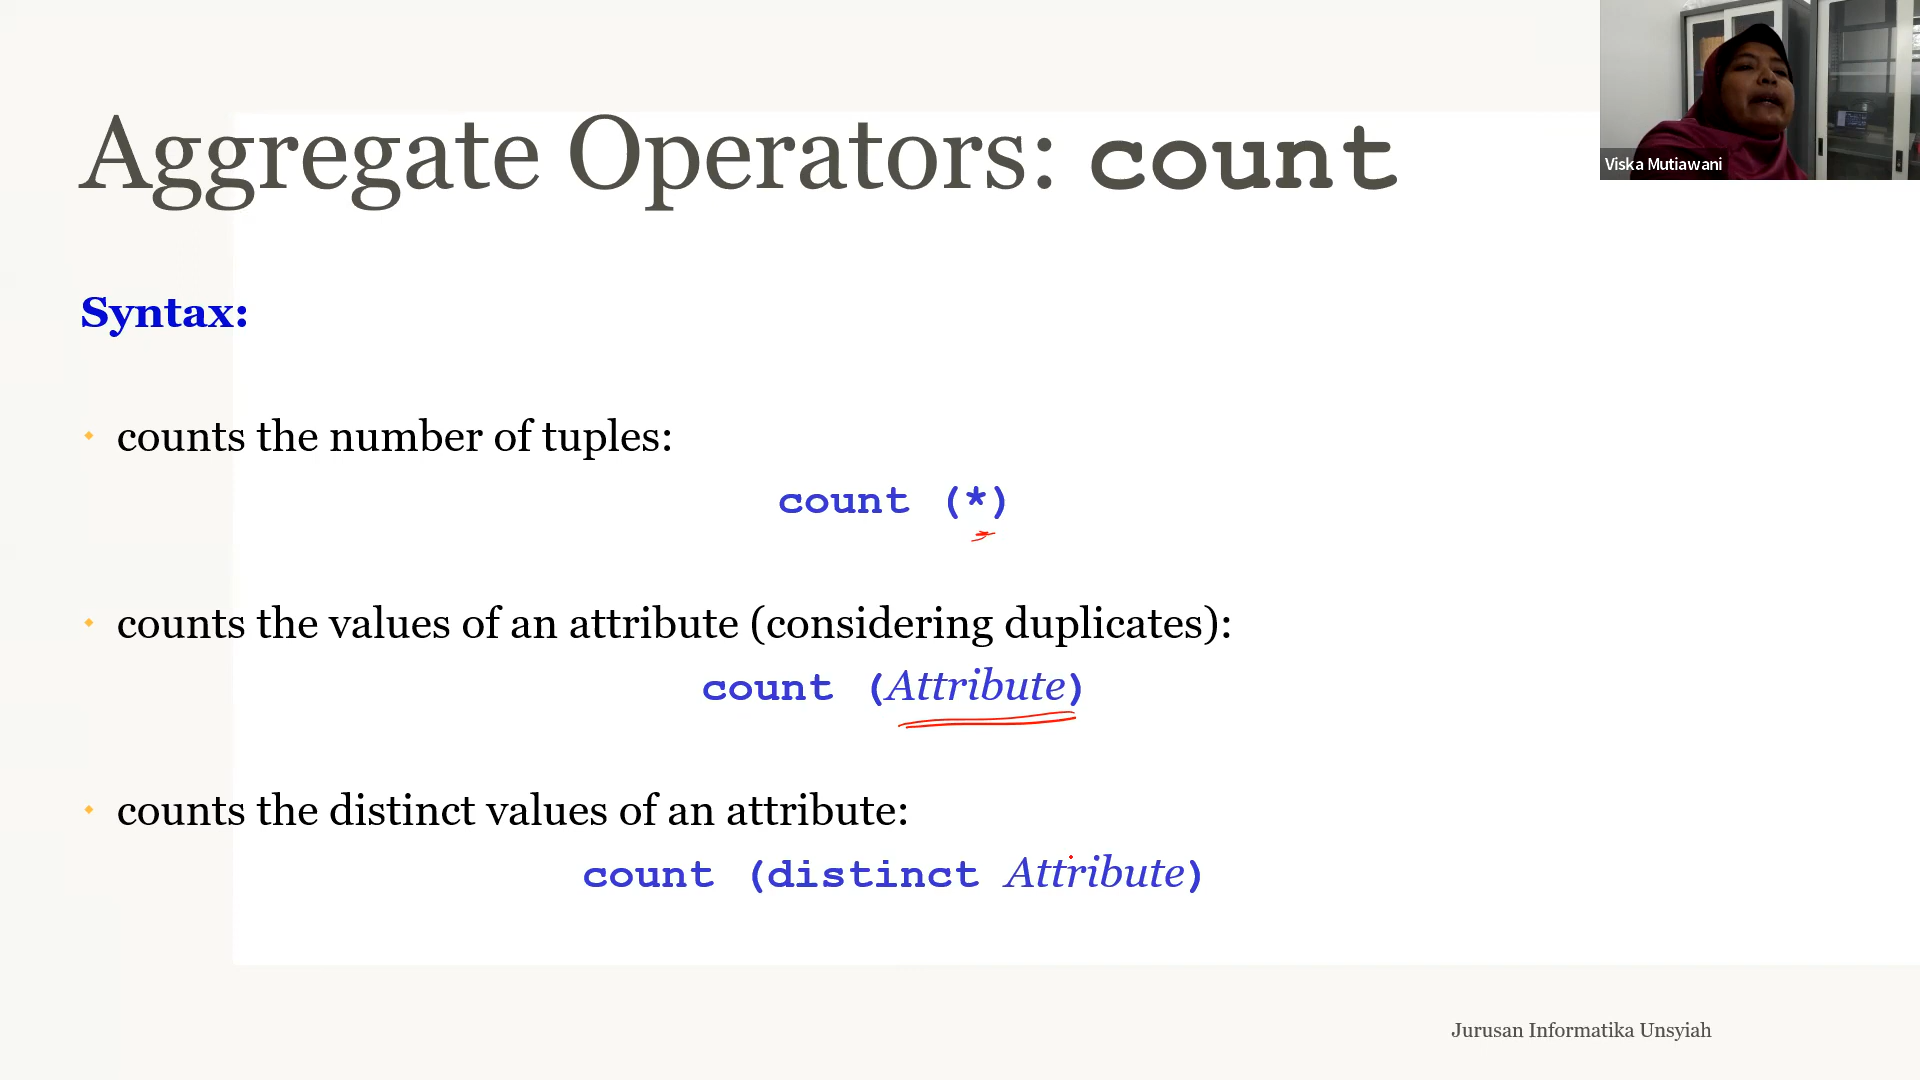 Viska Mutiawani
Aggregate Operators: count
Syntax:
counts the number of tuples:
count (*)
counts the values of an attribute (considering duplicates):
count (Attribute)
counts the distinct values of an attribute:
count (distinct Attribute)
Jurusan Informatika Unsyiah